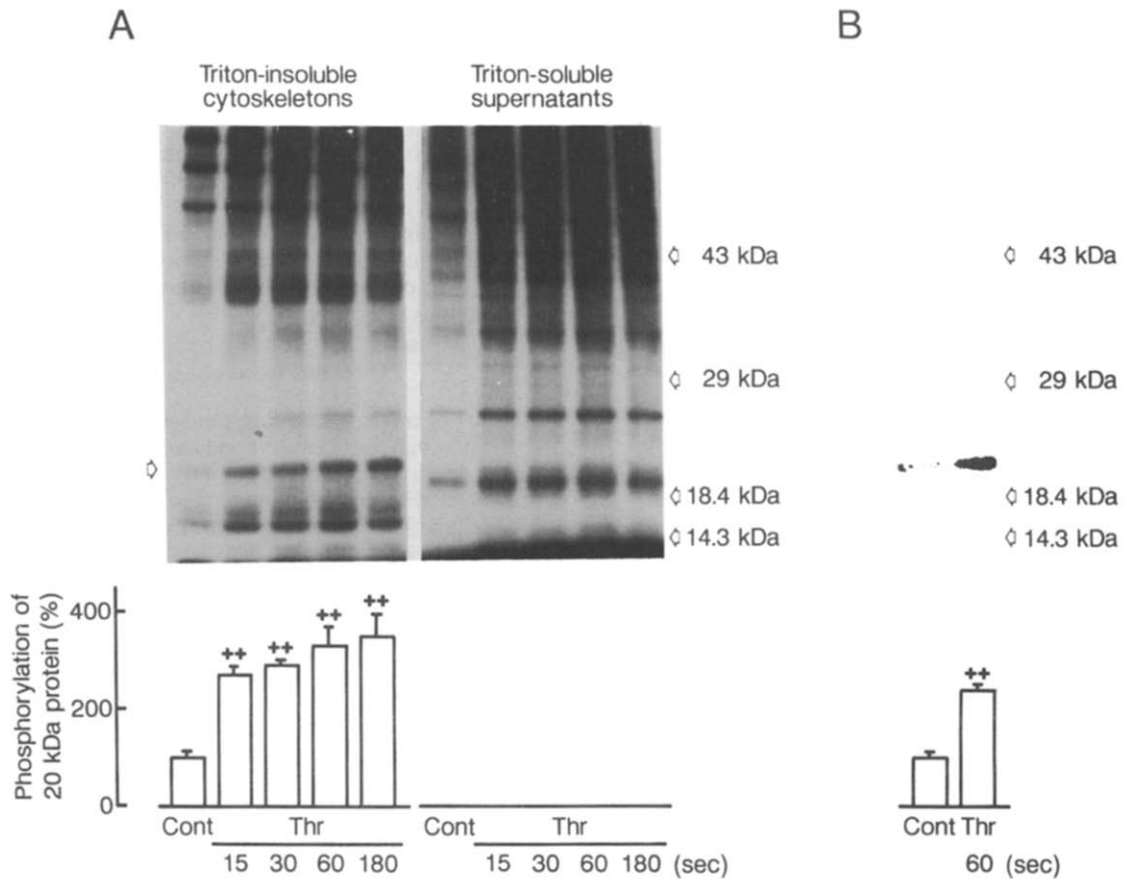 A
B
Triton-insoluble
cytoskeletons
Triton-soluble
supernatants
43 kDa
43 kDa
29 kDa
29 kDa
18.4 kDa
18.4 kDa
14.3 kDa
14.3 kDa
Phosphorylation of
20 kDa protein (%)
400
200
0
++ ++ ++ ++
++
Cont Thr
Cont Thr
Cont Thr
15 30 60 180
15 30 60 180 (sec)
60 (sec)